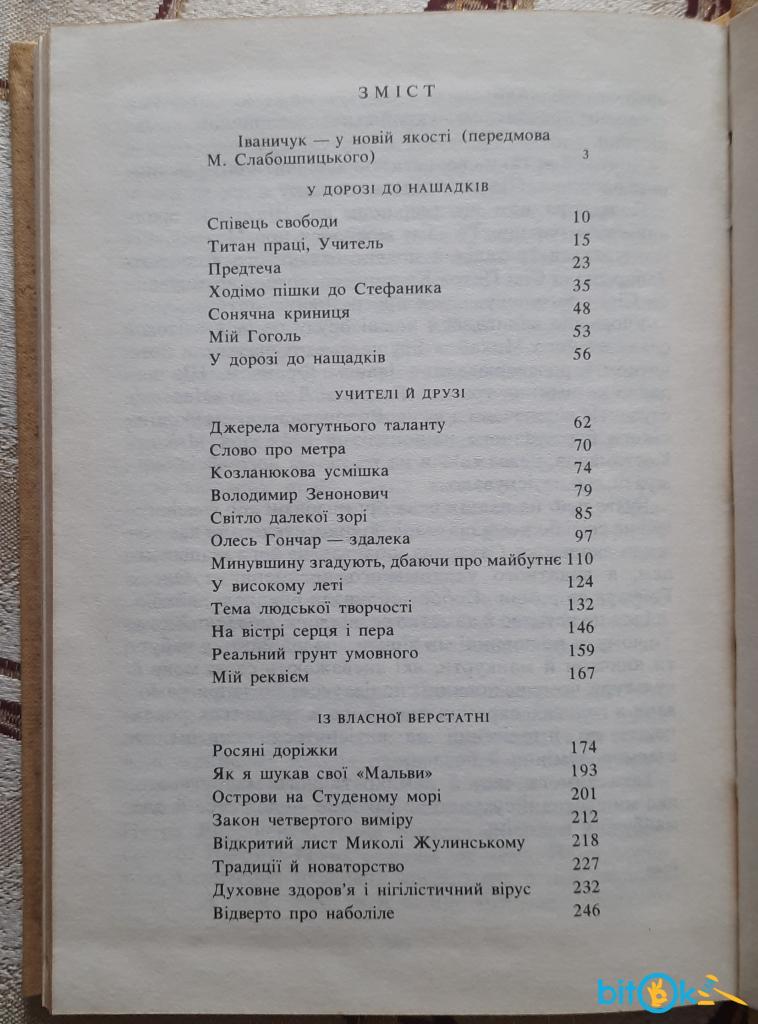 ЗМІСТ
Іваничук — у новій якості (передмова
М. Слабошпицького) 3
У ДОРОЗІ ДО НАЩАДКІВ
Співець свободи 10
Титан праці, Учитель 15
Предтеча 23
Ходімо пішки до Стефаника 35
Сонячна криниця 48
Мій Гоголь 53
У дорозі до нащадків 56
УЧИТЕЛІ Й ДРУЗІ
Джерела могутнього таланту 62
Слово про метра 70
Козланюкова усмішка 74
Володимир Зенонович 79
Світло далекої зорі 85
Олесь Гончар — здалека 97
Минувшину згадують, дбаючи про майбутнє 110
У високому леті 124
Тема людської творчості 132
На вістрі серця і пера 146
Реальний грунт умовного 159
Мій реквієм 167
ІЗ ВЛАСНОЇ ВЕРСТАТНІ
Росяні доріжки 174
Як я шукав свої «Мальви» 193
Острови на Студеному морі 201
Закон четвертого виміру 212
Відкритий лист Миколі Жулинському 218
Традиції й новаторство 227
Духовне здоров'я і нігілістичний вірус 232
Відверто про наболіле 246
bitok